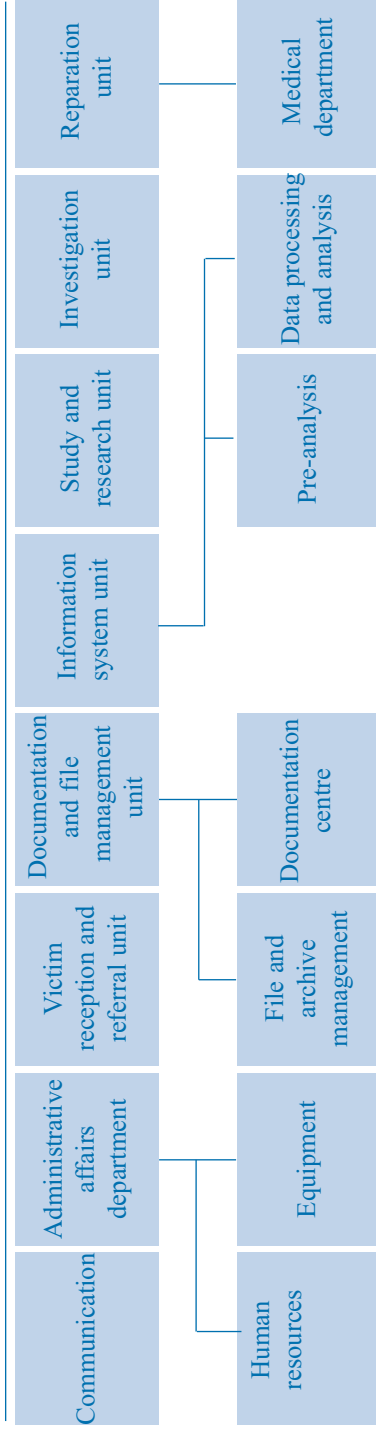 Communication
Administrative
affairs
department
Victim
reception and
referral unit
Documentation
and file
management
unit
Information
system unit
Study and
research unit
Investigation
unit
Reparation
unit
Human
resources
Equipment
File and
archive
management
Documentation
centre
Pre-analysis
Data processing
and analysis
Medical
department